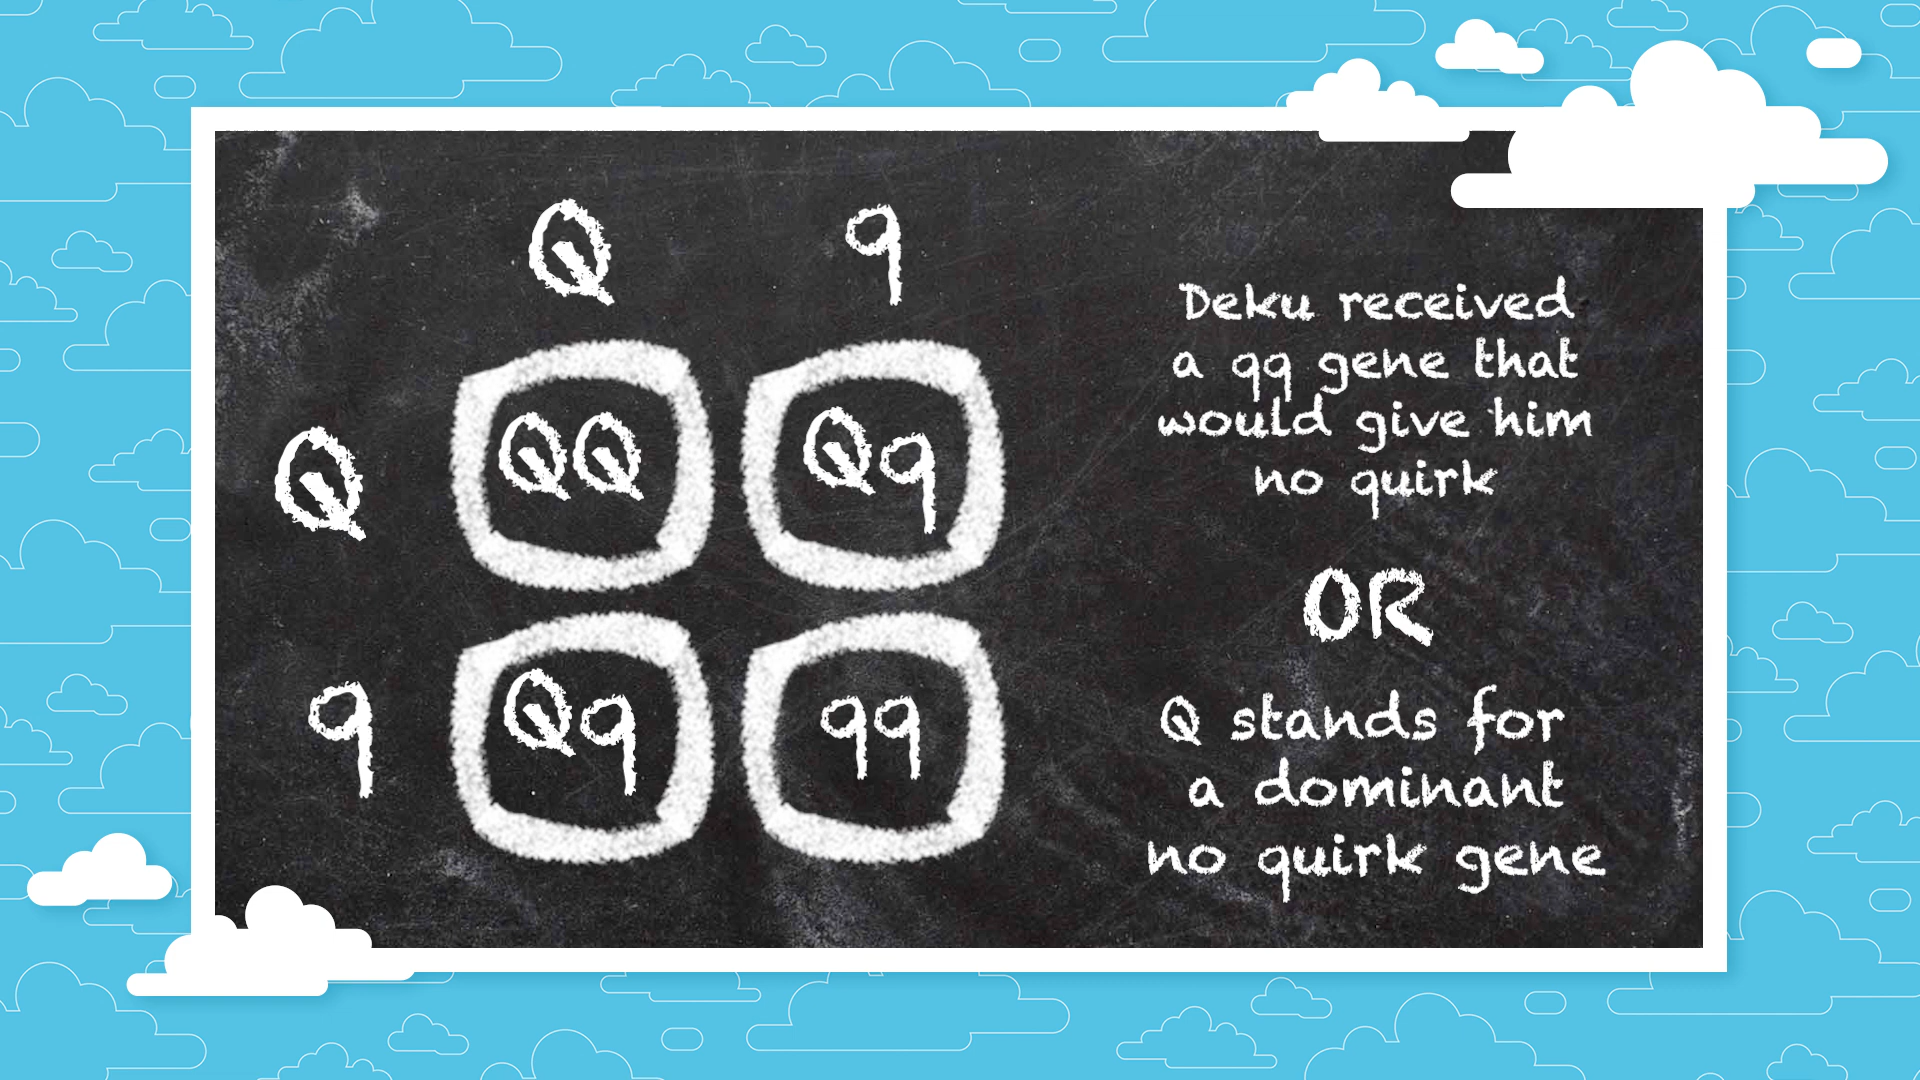 Q q
Q QQ Qq
q Qq qq
Deku received
a qq gene that
would give him
no quirk
OR
Q stands for
a dominant
no quirk gene